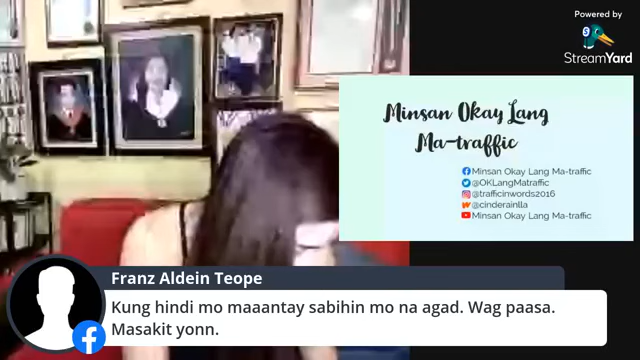 Powered by
StreamYard
Minsan Okay Lang
Ma-traffic
Minsan Okay Lang Ma-traffic
@OKLangMatraffic
@trafficinwords2016
@cinderainlla
Minsan Okay Lang Ma-traffic
Franz Aldein Teope
Kung hindi mo maaantay sabihin mo na agad. Wag paasa.
Masakit yonn.